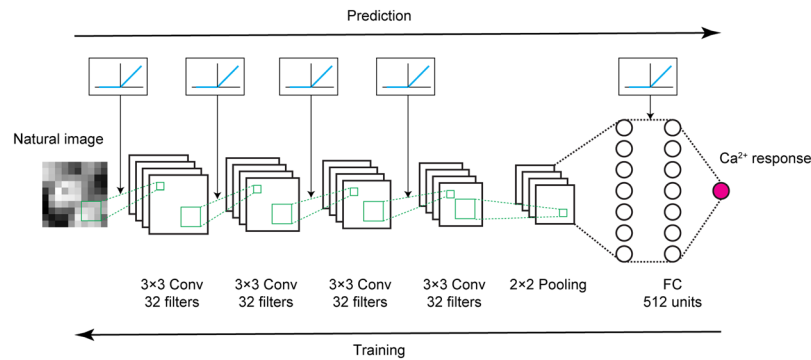 Prediction
Natural image
Ca²⁺ response
3×3 Conv
32 filters
3×3 Conv
32 filters
3×3 Conv
32 filters
3×3 Conv
32 filters
2×2 Pooling
FC
512 units
Training